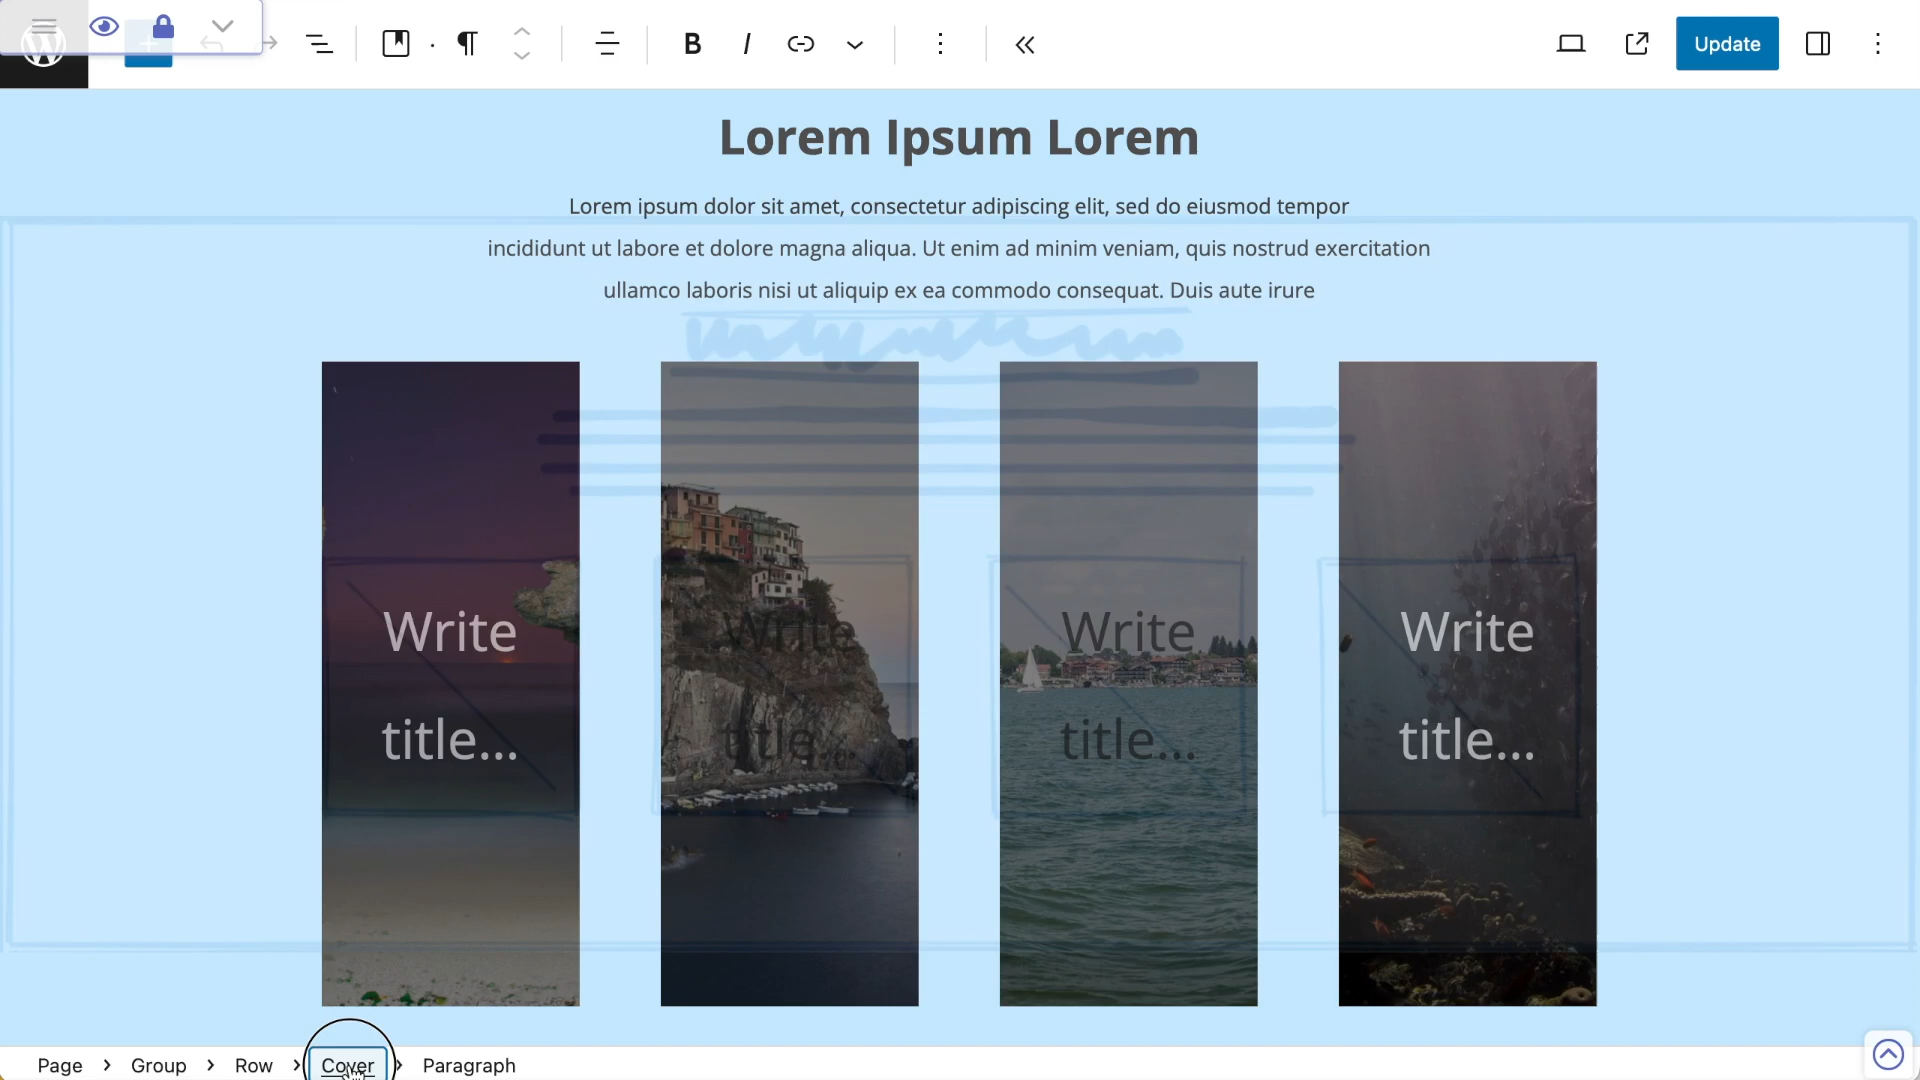 B I Update
Lorem Ipsum Lorem
Lorem ipsum dolor sit amet, consectetur adipiscing elit, sed do eiusmod tempor
incididunt ut labore et dolore magna aliqua. Ut enim ad minim veniam, quis nostrud exercitation
ullamco laboris nisi ut aliquip ex ea commodo consequat. Duis aute irure
Write
title...
Write
title...
Write
title...
Write
title...
Page > Group > Row > Cover > Paragraph